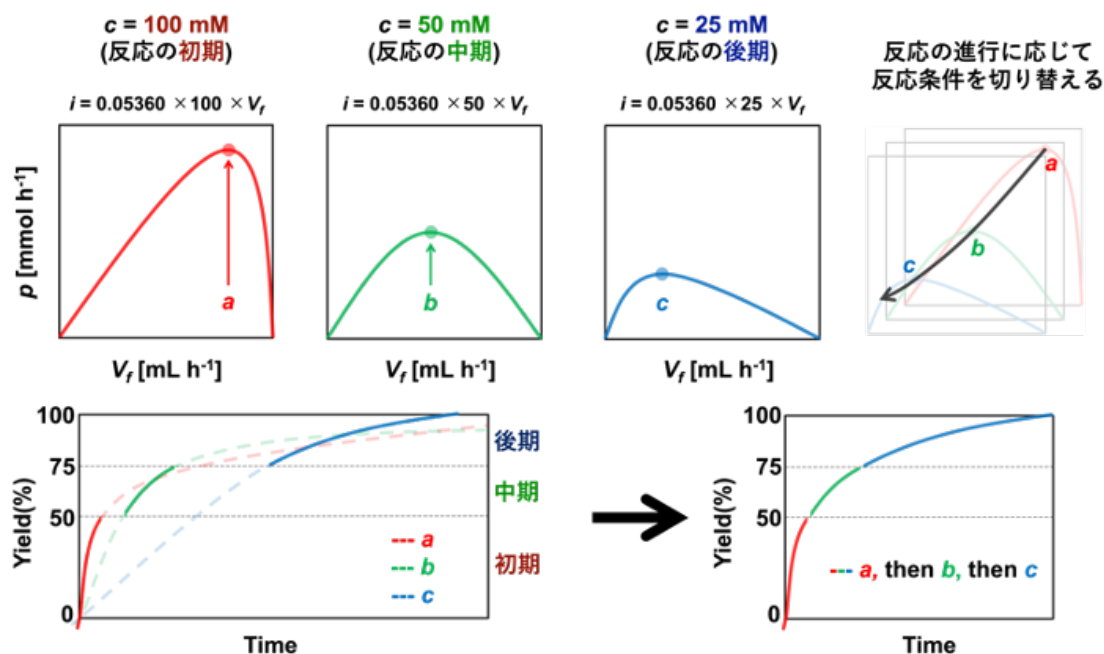 c = 100 mM
(反応の初期)
i = 0.05360 ×100 × Vf
c = 50 mM
(反応の中期)
i = 0.05360 ×50 × Vf
c = 25 mM
(反応の後期)
i = 0.05360 ×25 × Vf
反応の進行に応じて
反応条件を切り替える
p [mmol h-1]
a
b
c
a
b
c
Vf [mL h-1]
Vf [mL h-1]
Vf [mL h-1]
Yield(%)
100
75
50
0
後期
中期
初期
a
b
c
Time
Yield(%)
100
75
50
0
a, then b, then c
Time